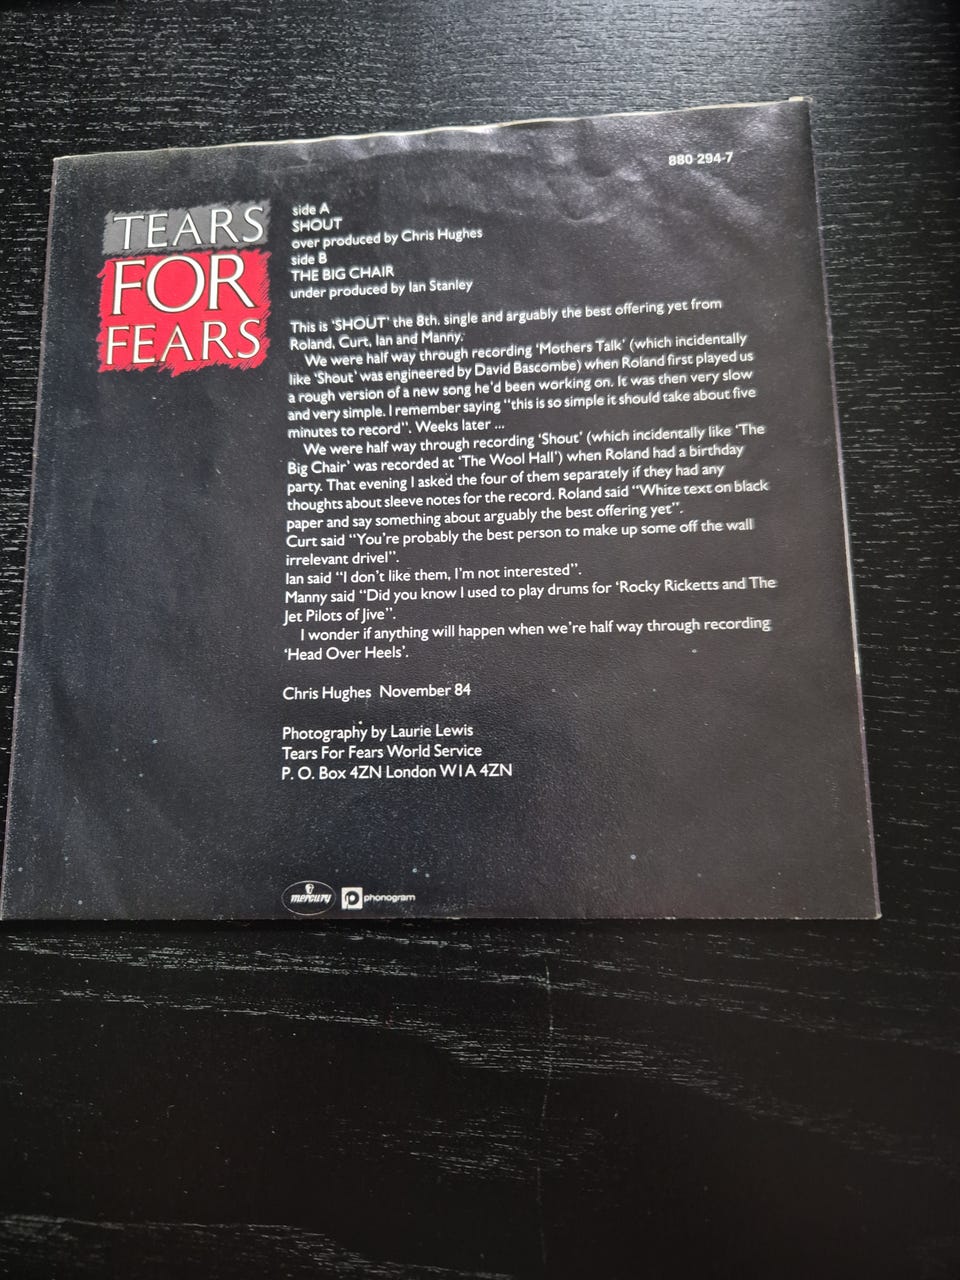 880 294-7
TEARS
FOR
FEARS
side A
SHOUT
over produced by Chris Hughes
side B
THE BIG CHAIR
under produced by Ian Stanley
This is ‘SHOUT’ the 8th. single and arguably the best offering yet from
Roland, Curt, Ian and Manny.
We were half way through recording ‘Mothers Talk’ (which incidentally
like ‘Shout’ was engineered by David Bascombe) when Roland first played us
a rough version of a new song he’d been working on. It was then very slow
and very simple. I remember saying “this is so simple it should take about five
minutes to record”. Weeks later ...
We were half way through recording ‘Shout’ (which incidentally like ‘The
Big Chair’ was recorded at ‘The Wool Hall’) when Roland had a birthday
party. That evening I asked the four of them separately if they had any
thoughts about sleeve notes for the record. Roland said “White text on black
paper and say something about arguably the best offering yet”.
Curt said “You’re probably the best person to make up some off the wall
irrelevant drivel”.
Ian said “I don’t like them, I’m not interested”.
Manny said “Did you know I used to play drums for ‘Rocky Ricketts and The
Jet Pilots of Jive”.
I wonder if anything will happen when we’re half way through recording
‘Head Over Heels’.
Chris Hughes November 84
Photography by Laurie Lewis
Tears For Fears World Service
P. O. Box 4ZN London W1A 4ZN
mercury phonogram